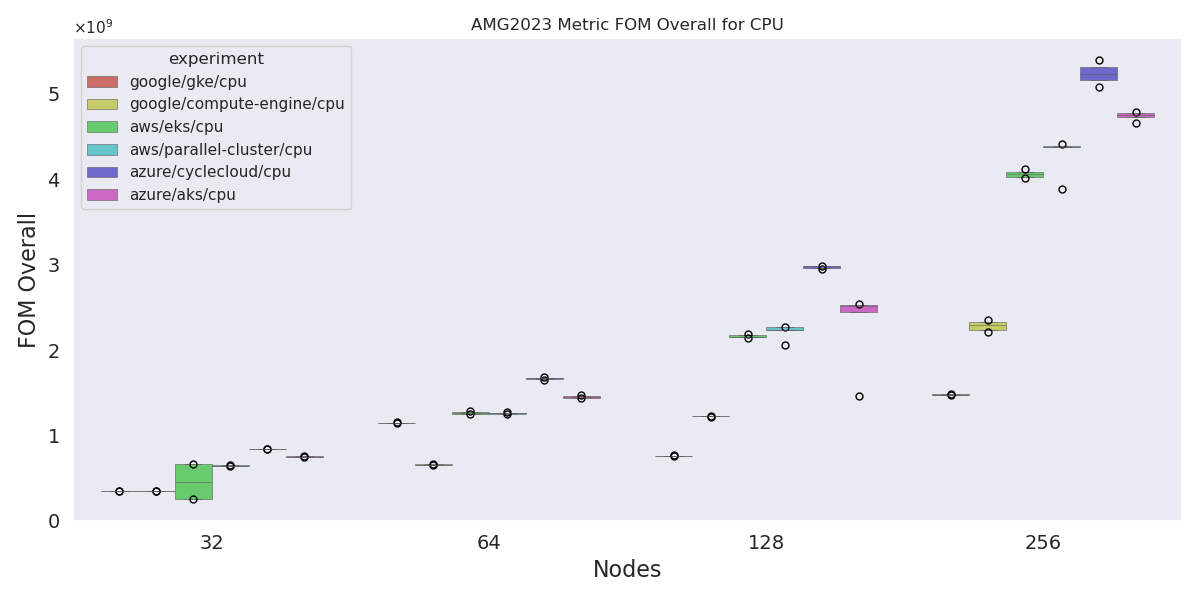 AMG2023 Metric FOM Overall for CPU
×10⁹
experiment
google/gke/cpu
google/compute-engine/cpu
aws/eks/cpu
aws/parallel-cluster/cpu
azure/cyclecloud/cpu
azure/aks/cpu
FOM Overall
5
4
3
2
1
0
32 64 128 256
Nodes